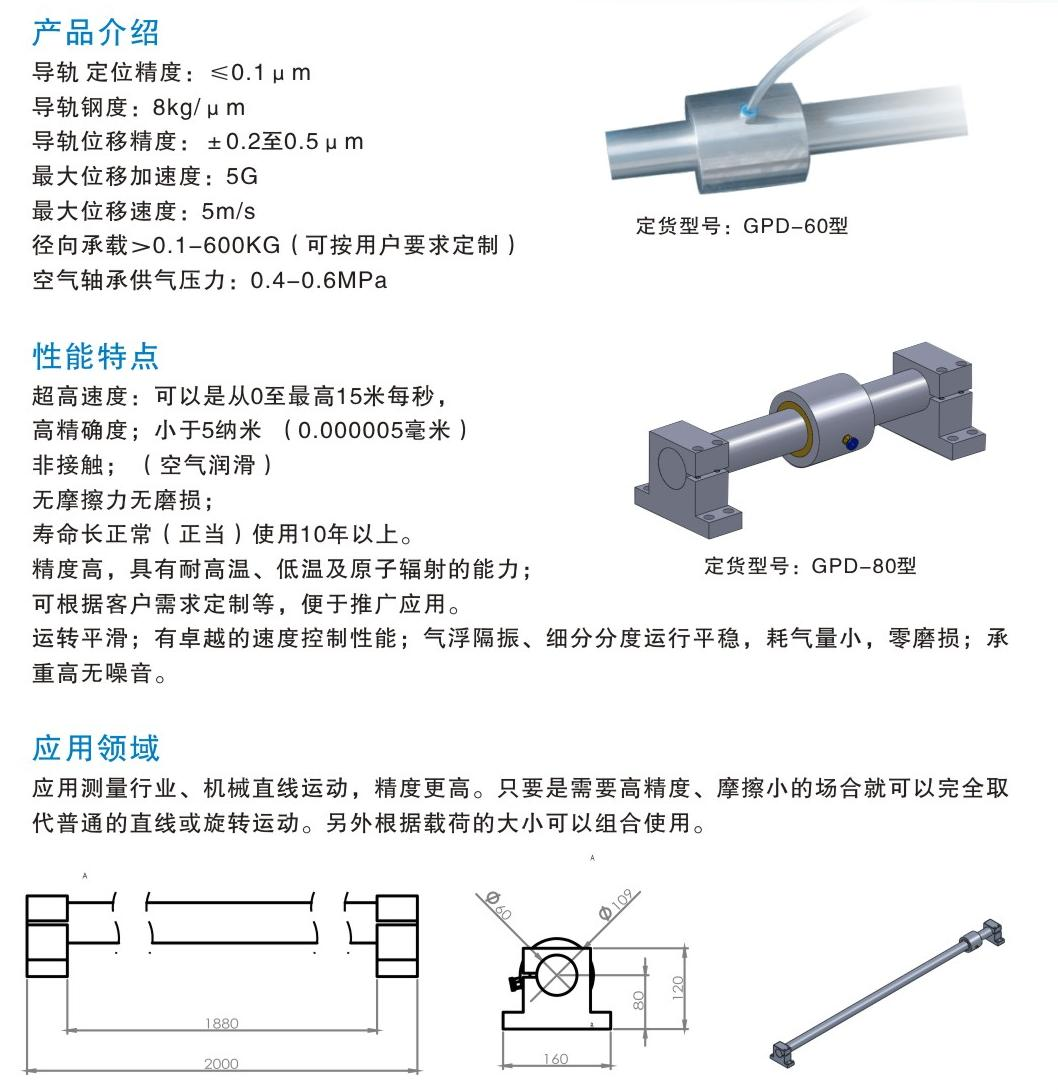 产品介绍
导轨 定位精度：≤0.1μm
导轨钢度：8kg/μm
导轨位移精度：±0.2至0.5μm
最大位移加速度：5G
最大位移速度：5m/s
径向承载>0.1-600KG（可按用户要求定制）
空气轴承供气压力：0.4-0.6MPa
定货型号：GPD-60型
性能特点
超高速度：可以是从0至最高15米每秒，
高精确度；小于5纳米 （0.000005毫米）
非接触；（空气润滑）
无摩擦力无磨损；
寿命长正常（正当）使用10年以上。
精度高，具有耐高温、低温及原子辐射的能力；
可根据客户需求定制等，便于推广应用。
运转平滑；有卓越的速度控制性能；气浮隔振、细分分度运行平稳，耗气量小，零磨损；承
重高无噪音。
定货型号：GPD-80型
应用领域
应用测量行业、机械直线运动，精度更高。只要是需要高精度、摩擦小的场合就可以完全取
代普通的直线或旋转运动。另外根据载荷的大小可以组合使用。
A
1880
2000
A
Φ60
Φ109
80
120
160